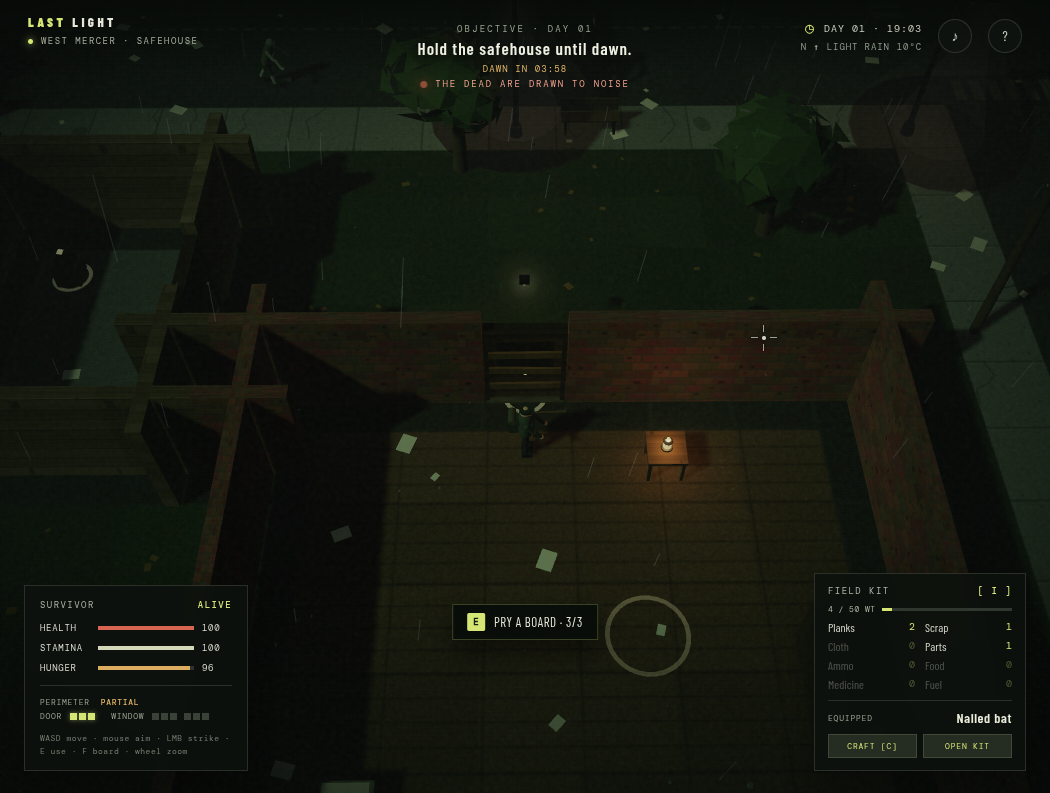 LAST LIGHT
WEST MERCER · SAFEHOUSE
OBJECTIVE · DAY 01
Hold the safehouse until dawn.
DAWN IN 03:58
THE DEAD ARE DRAWN TO NOISE
DAY 01 · 19:03
N ↑ LIGHT RAIN 10°C
♪
?
E PRY A BOARD · 3/3
SURVIVOR ALIVE
HEALTH 100
STAMINA 100
HUNGER 96
PERIMETER PARTIAL
DOOR WINDOW
WASD move · mouse aim · LMB strike ·
E use · F board · wheel zoom
FIELD KIT [ I ]
4 / 50 WT
Planks 2 Scrap 1
Cloth 0 Parts 1
Ammo 0 Food 0
Medicine 0 Fuel 0
EQUIPPED Nailed bat
CRAFT [C] OPEN KIT